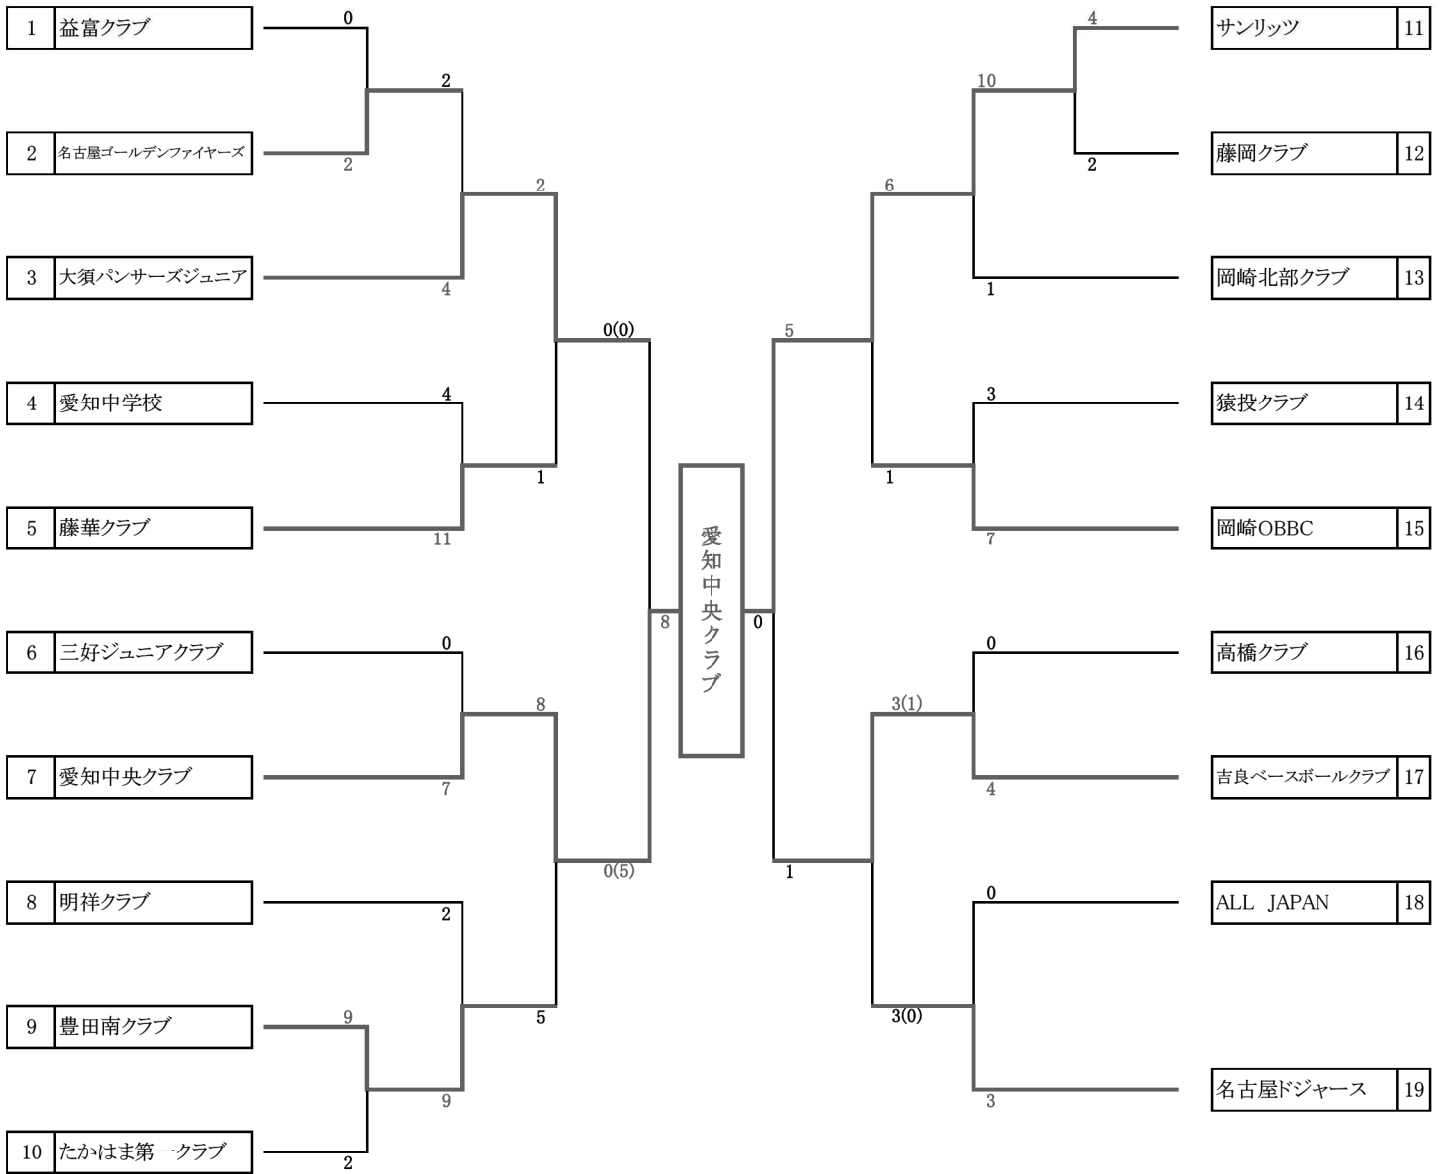 1 益富クラブ
2 名古屋ゴールデンファイヤーズ
3 大須パンサーズジュニア
4 愛知中学校
5 藤華クラブ
6 三好ジュニアクラブ
7 愛知中央クラブ
8 明祥クラブ
9 豊田南クラブ
10 たかはま第一クラブ
0
2
2
2
4
0(0)
4
1
11
0
8
7
0(5)
2
5
9
9
2
8
愛知中央クラブ
0
4
10
2
6
1
5
3
1
7
0
3(1)
4
1
0
3(0)
3
サンリッツ 11
藤岡クラブ 12
岡崎北部クラブ 13
猿投クラブ 14
岡崎OBBC 15
高橋クラブ 16
吉良ベースボールクラブ 17
ALL JAPAN 18
名古屋ドジャース 19